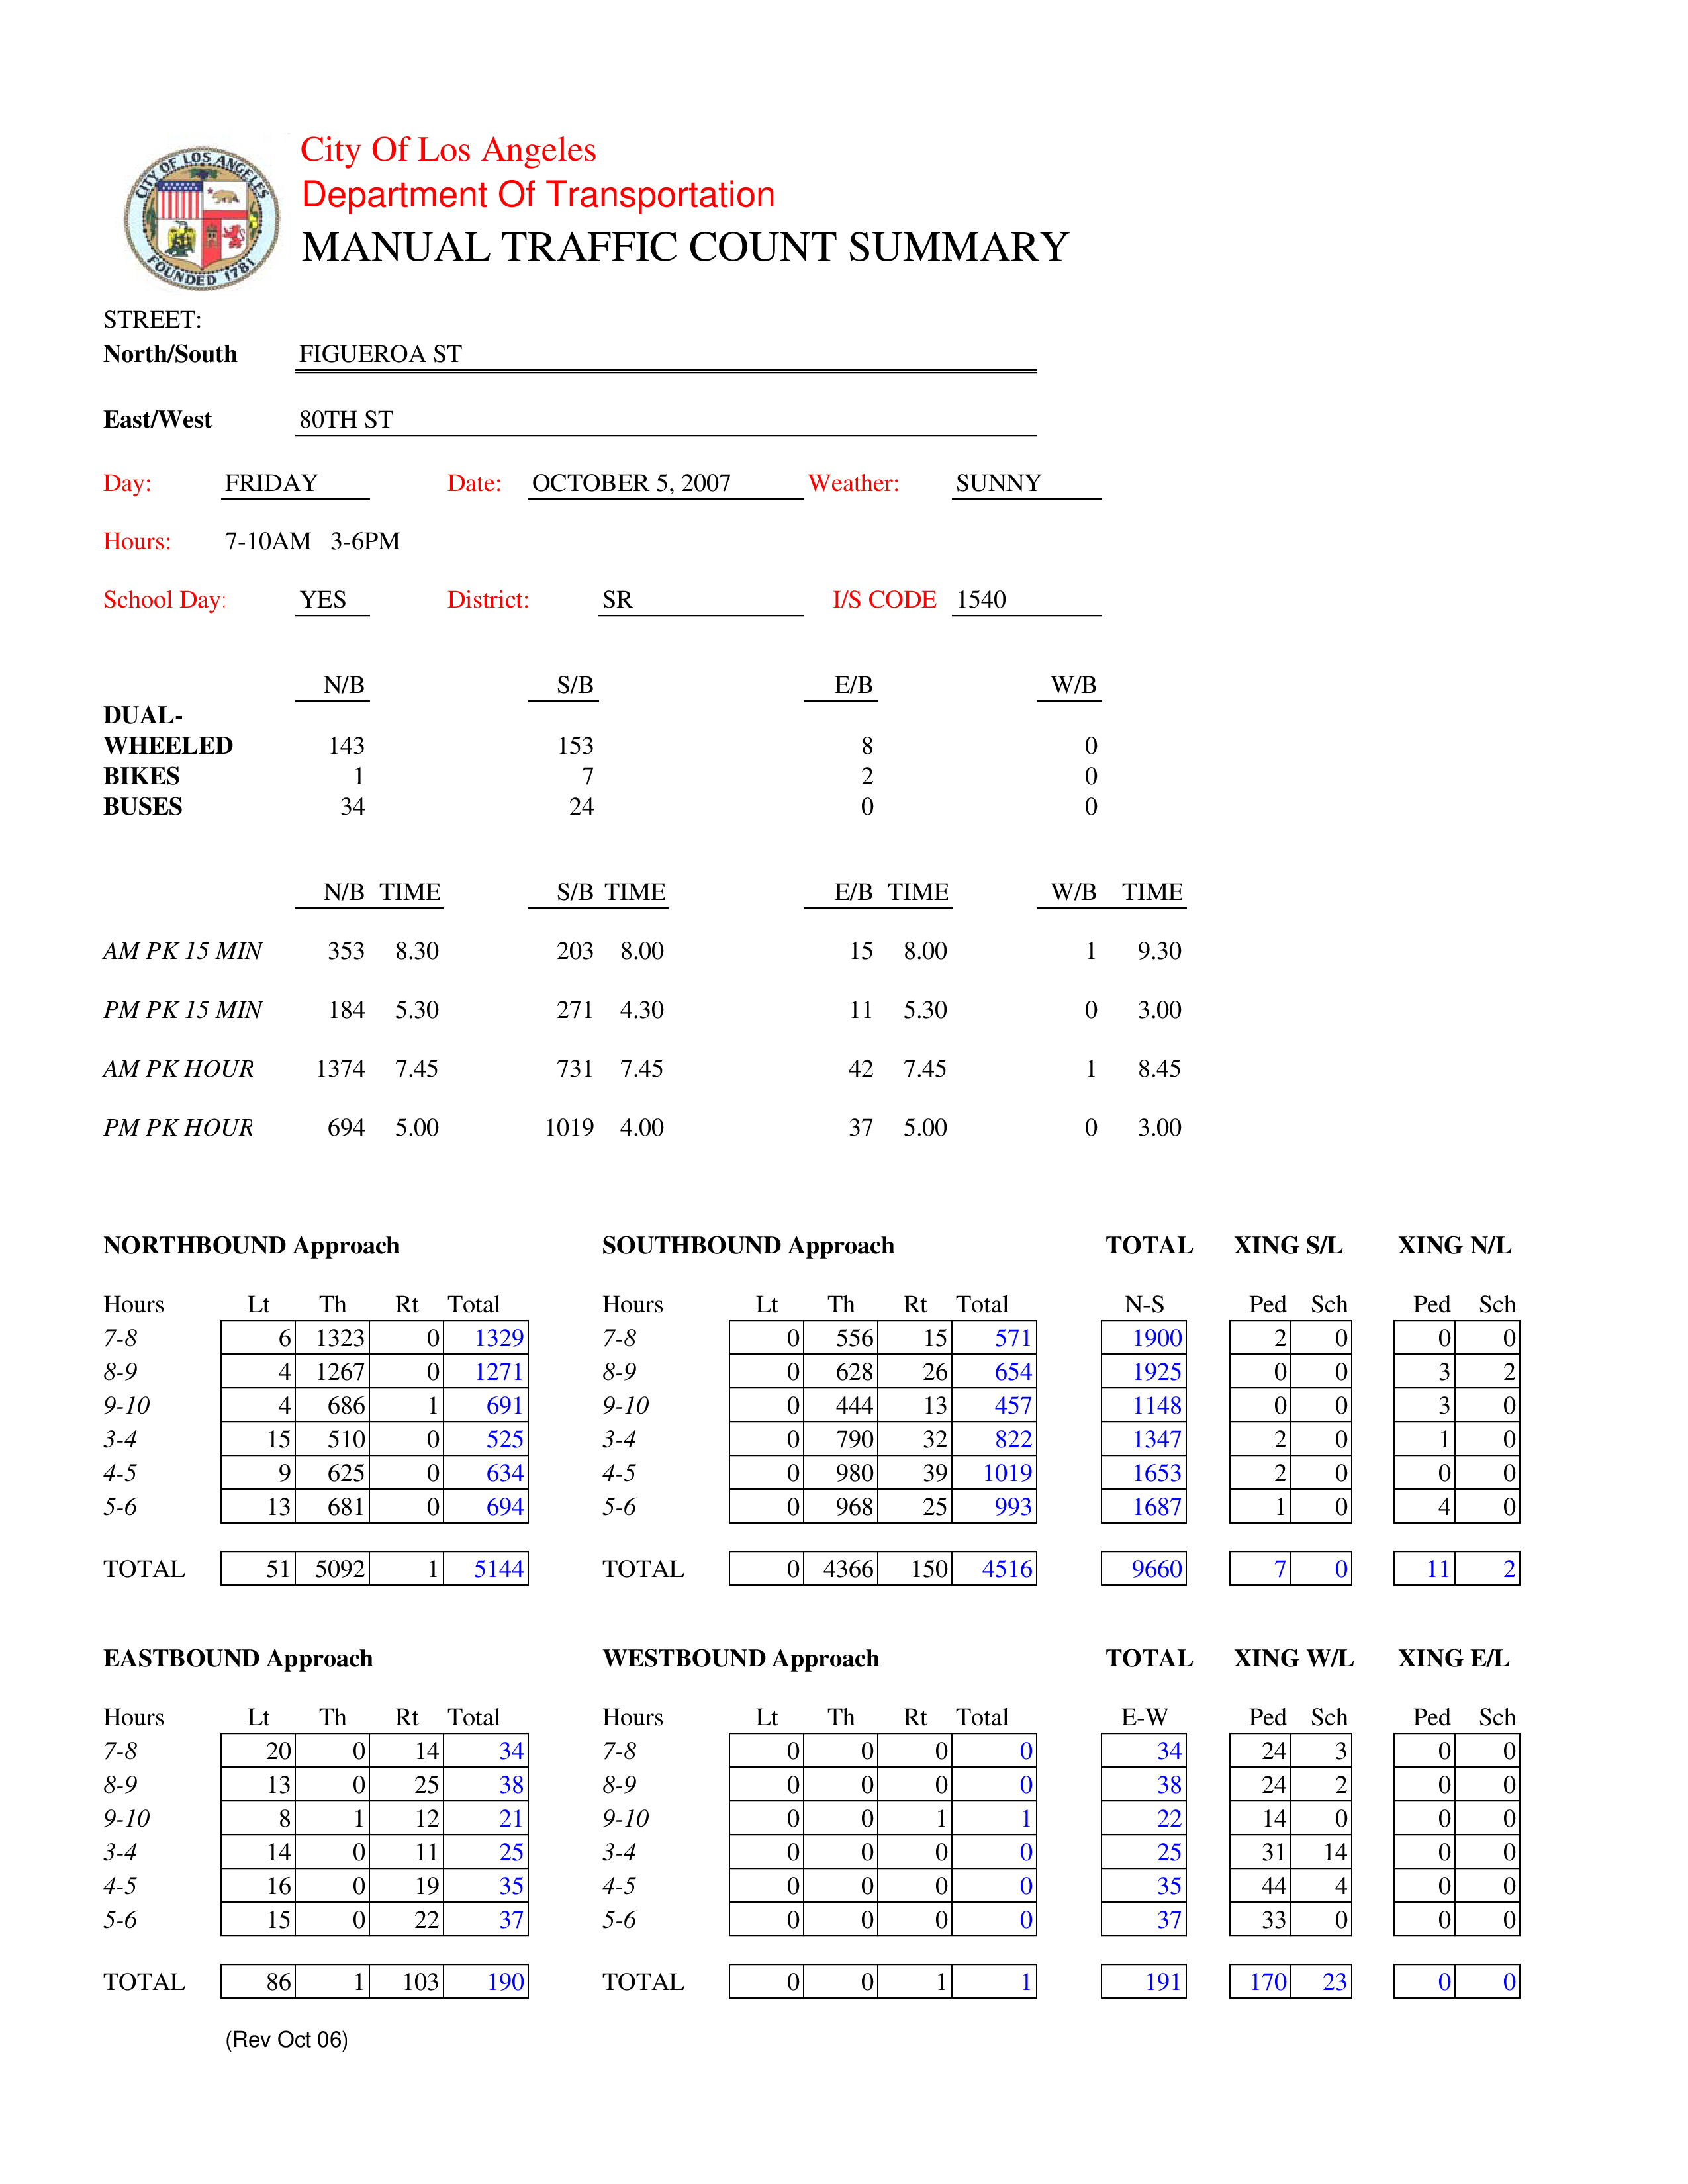 CITY OF LOS ANGELES
FOUNDED 1781
City Of Los Angeles
Department Of Transportation
MANUAL TRAFFIC COUNT SUMMARY
STREET:
North/South FIGUEROA ST
East/West 80TH ST
Day: FRIDAY Date: OCTOBER 5, 2007 Weather: SUNNY
Hours: 7-10AM 3-6PM
School Day: YES District: SR I/S CODE 1540
N/B S/B E/B W/B
DUAL-
WHEELED 143 153 8 0
BIKES 1 7 2 0
BUSES 34 24 0 0
N/B TIME S/B TIME E/B TIME W/B TIME
AM PK 15 MIN 353 8.30 203 8.00 15 8.00 1 9.30
PM PK 15 MIN 184 5.30 271 4.30 11 5.30 0 3.00
AM PK HOUR 1374 7.45 731 7.45 42 7.45 1 8.45
PM PK HOUR 694 5.00 1019 4.00 37 5.00 0 3.00
NORTHBOUND Approach SOUTHBOUND Approach TOTAL XING S/L XING N/L
Hours Lt Th Rt Total Hours Lt Th Rt Total N-S Ped Sch Ped Sch
7-8 6 1323 0 1329 7-8 0 556 15 571 1900 2 0 0 0
8-9 4 1267 0 1271 8-9 0 628 26 654 1925 0 0 3 2
9-10 4 686 1 691 9-10 0 444 13 457 1148 0 0 3 0
3-4 15 510 0 525 3-4 0 790 32 822 1347 2 0 1 0
4-5 9 625 0 634 4-5 0 980 39 1019 1653 2 0 0 0
5-6 13 681 0 694 5-6 0 968 25 993 1687 1 0 4 0
TOTAL 51 5092 1 5144 TOTAL 0 4366 150 4516 9660 7 0 11 2
EASTBOUND Approach WESTBOUND Approach TOTAL XING W/L XING E/L
Hours Lt Th Rt Total Hours Lt Th Rt Total E-W Ped Sch Ped Sch
7-8 20 0 14 34 7-8 0 0 0 0 34 24 3 0 0
8-9 13 0 25 38 8-9 0 0 0 0 38 24 2 0 0
9-10 8 1 12 21 9-10 0 0 1 1 22 14 0 0 0
3-4 14 0 11 25 3-4 0 0 0 0 25 31 14 0 0
4-5 16 0 19 35 4-5 0 0 0 0 35 44 4 0 0
5-6 15 0 22 37 5-6 0 0 0 0 37 33 0 0 0
TOTAL 86 1 103 190 TOTAL 0 0 1 1 191 170 23 0 0
(Rev Oct 06)